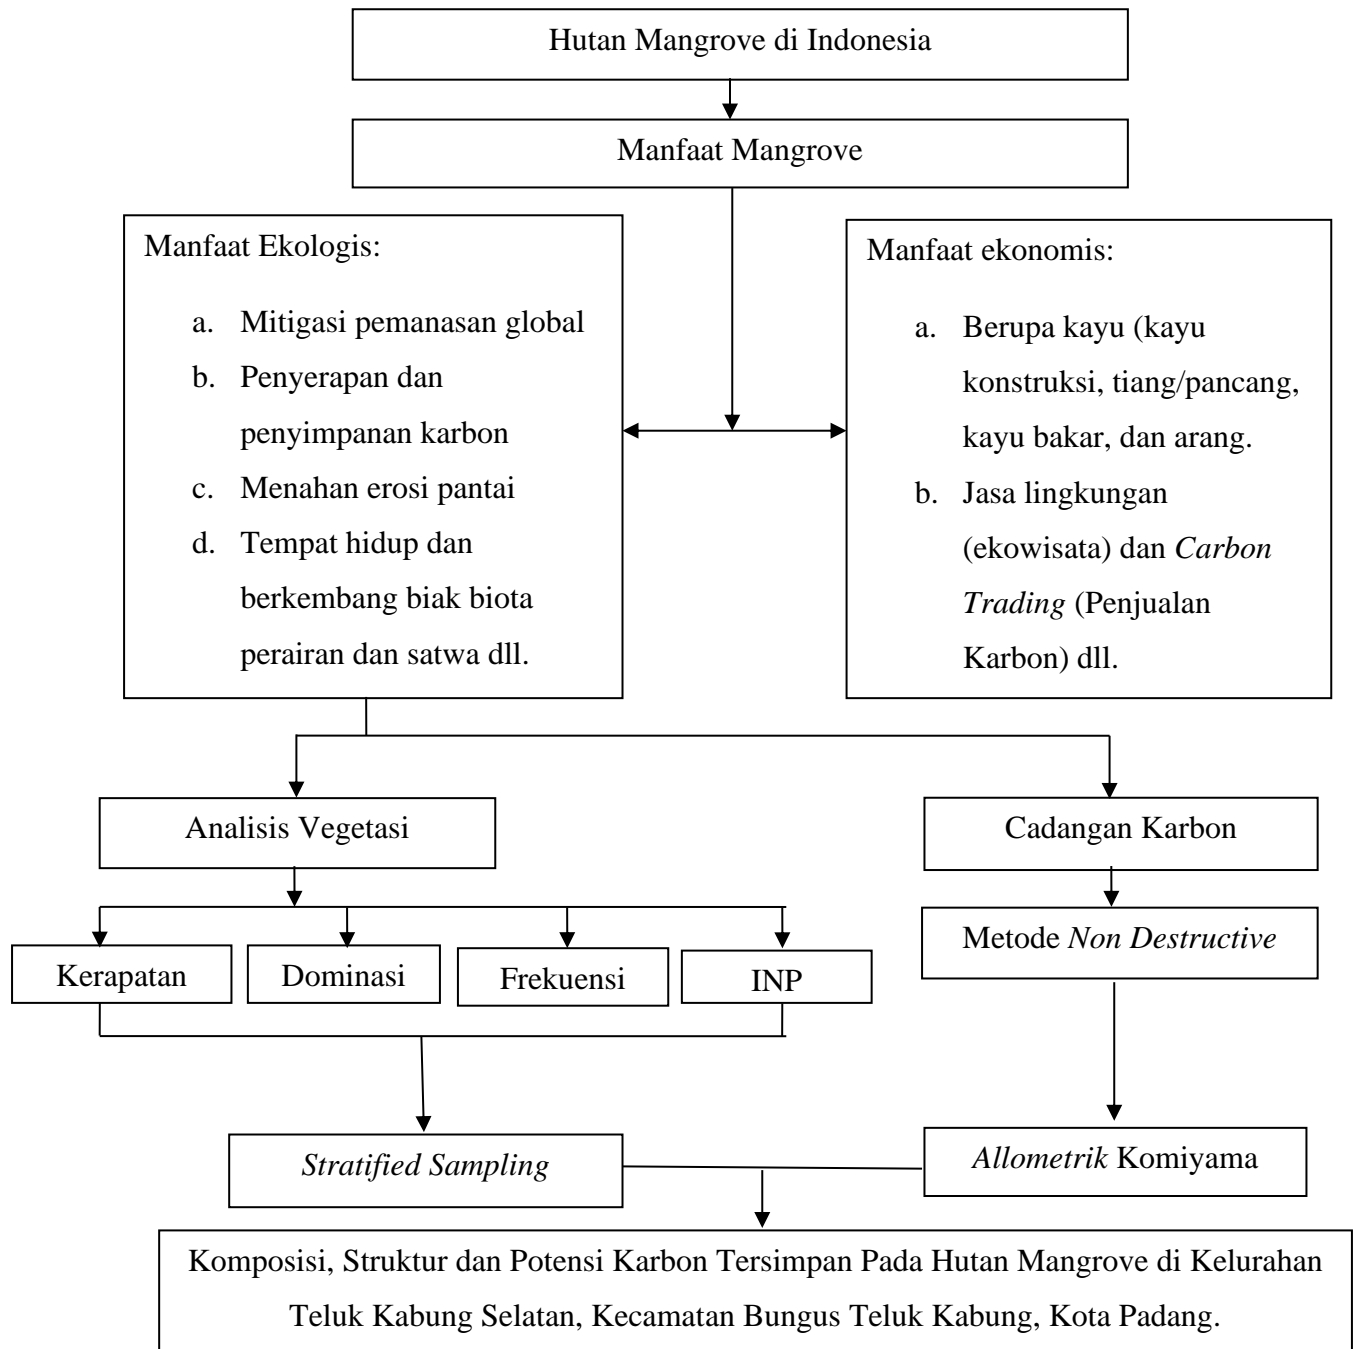 Hutan Mangrove di Indonesia
Manfaat Mangrove
Manfaat Ekologis:
a. Mitigasi pemanasan global
b. Penyerapan dan
penyimpanan karbon
c. Menahan erosi pantai
d. Tempat hidup dan
berkembang biak biota
perairan dan satwa dll.
Manfaat ekonomis:
a. Berupa kayu (kayu
konstruksi, tiang/pancang,
kayu bakar, dan arang.
b. Jasa lingkungan
(ekowisata) dan Carbon
Trading (Penjualan
Karbon) dll.
Analisis Vegetasi
Cadangan Karbon
Kerapatan
Dominasi
Frekuensi
INP
Metode Non Destructive
Stratified Sampling
Allometrik Komiyama
Komposisi, Struktur dan Potensi Karbon Tersimpan Pada Hutan Mangrove di Kelurahan
Teluk Kabung Selatan, Kecamatan Bungus Teluk Kabung, Kota Padang.